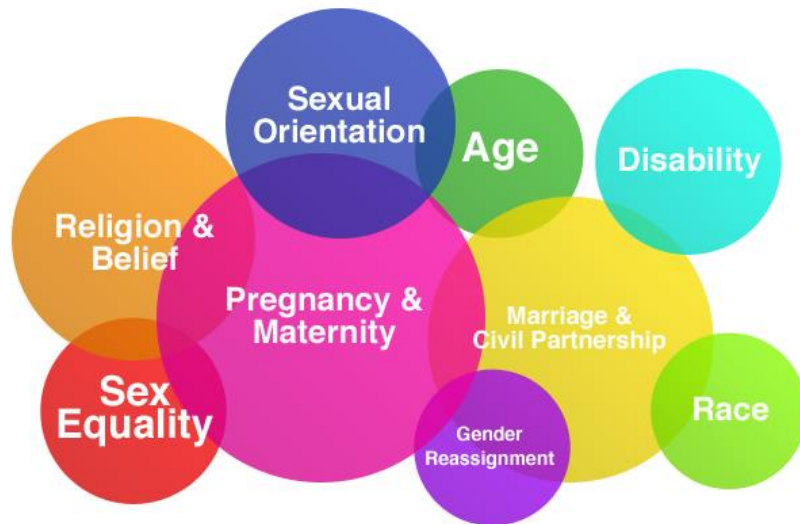 Sexual
Orientation
Age
Disability
Religion &
Belief
Pregnancy &
Maternity
Marriage &
Civil Partnership
Sex
Equality
Gender
Reassignment
Race